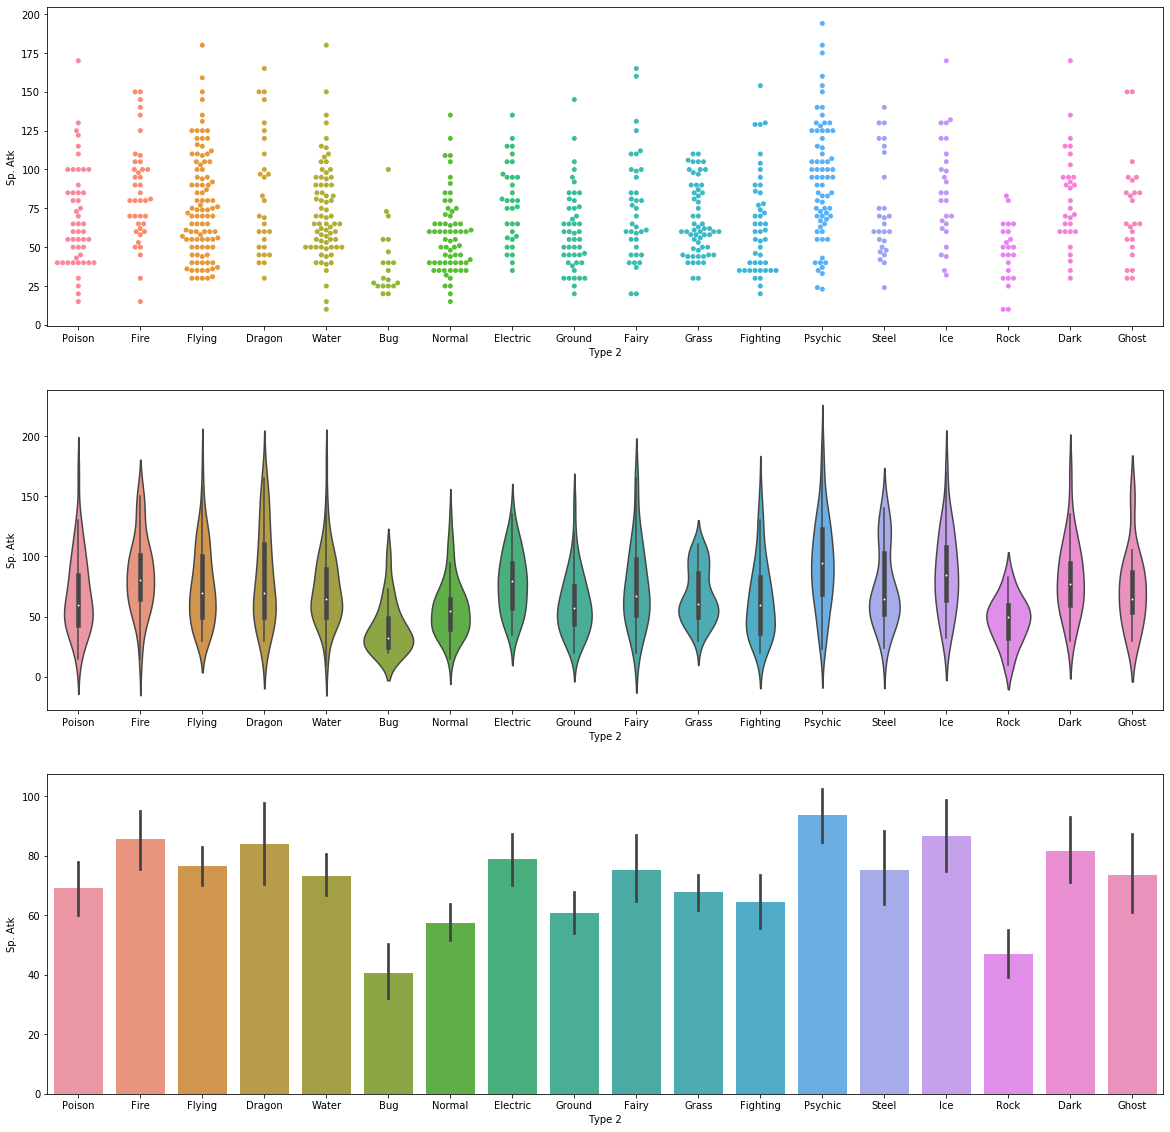 200
175
150
125
100
75
50
25
0
Sp. Atk
Poison Fire Flying Dragon Water Bug Normal Electric Ground Fairy Grass Fighting Psychic Steel Ice Rock Dark Ghost
Type 2
200
150
100
50
0
Sp. Atk
Poison Fire Flying Dragon Water Bug Normal Electric Ground Fairy Grass Fighting Psychic Steel Ice Rock Dark Ghost
Type 2
100
80
60
40
20
0
Sp. Atk
Poison Fire Flying Dragon Water Bug Normal Electric Ground Fairy Grass Fighting Psychic Steel Ice Rock Dark Ghost
Type 2